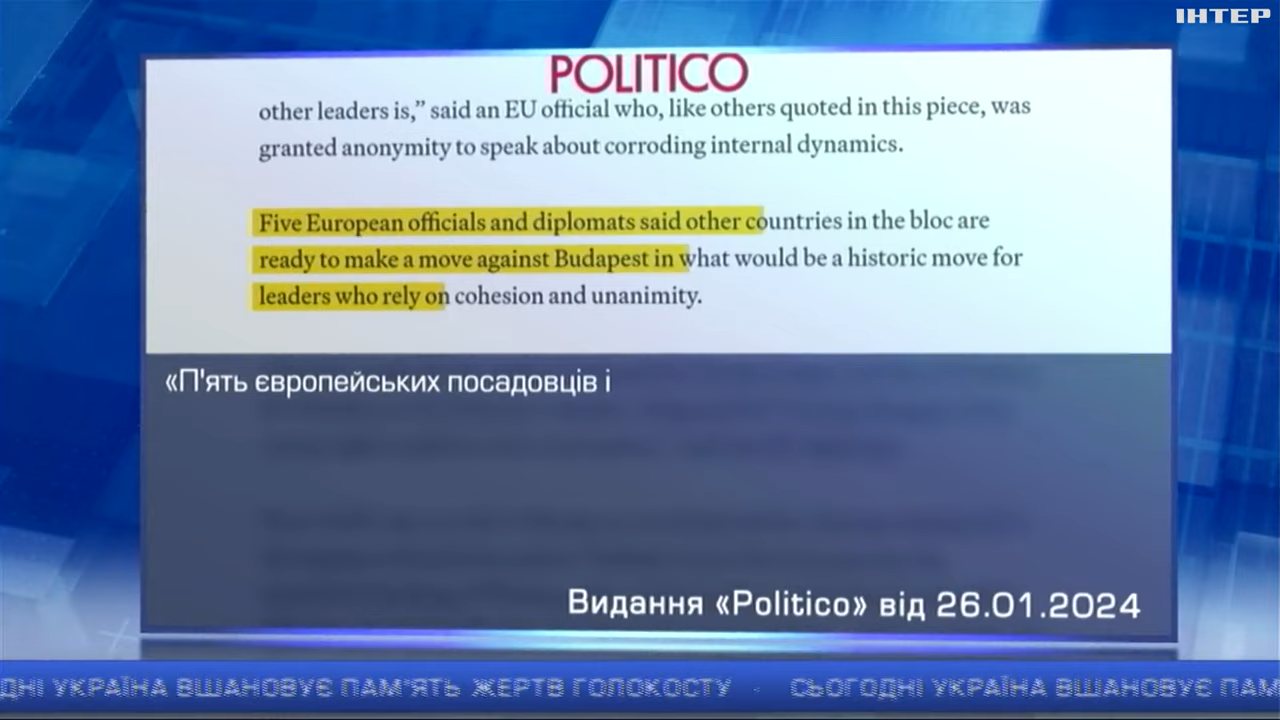 ІНТЕР
POLITICO
other leaders is,” said an EU official who, like others quoted in this piece, was
granted anonymity to speak about corroding internal dynamics.
Five European officials and diplomats said other countries in the bloc are
ready to make a move against Budapest in what would be a historic move for
leaders who rely on cohesion and unanimity.
«П'ять європейських посадовців і
Видання «Politico» від 26.01.2024
ДНІ УКРАЇНА ВШАНОВУЄ ПАМ'ЯТЬ ЖЕРТВ ГОЛОКОСТУ - СЬОГОДНІ УКРАЇНА ВШАНОВУЄ ПАМ